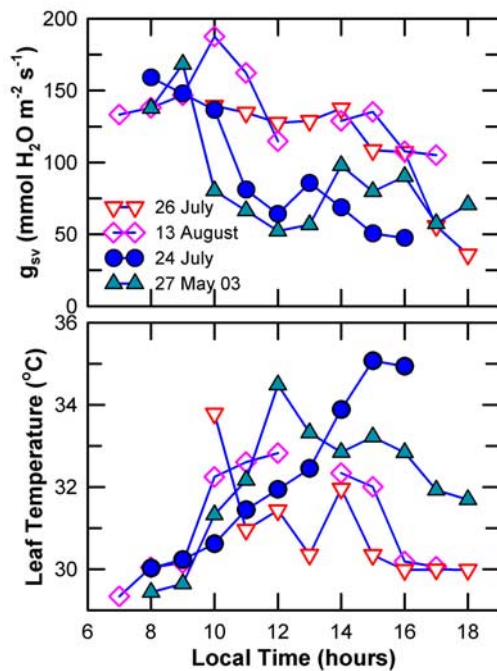 200
150
100
50
0
g_sv (mmol H₂O m⁻² s⁻¹)
26 July
13 August
24 July
27 May 03
36
34
32
30
Leaf Temperature (°C)
6 8 10 12 14 16 18
Local Time (hours)